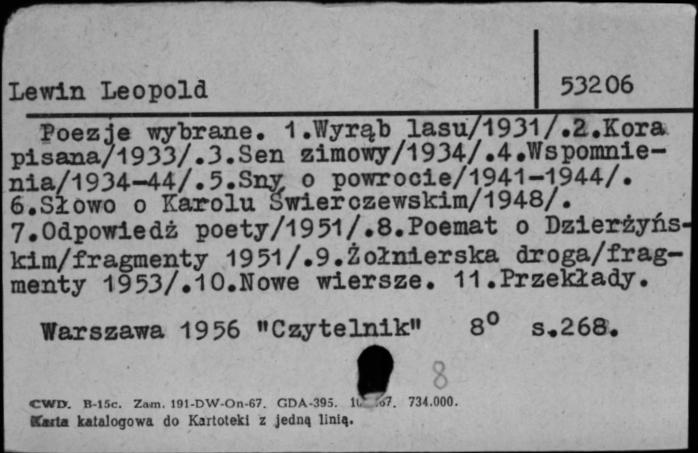 Lewin Leopold 53206
Poezje wybrane. 1.Wyrąb lasu/1931/.2.Kora
pisana/1933/.3.Sen zimowy/1934/.4.Wspomnie-
nia/1934-44/.5.Sny o powrocie/1941-1944/.
6.Słowo o Karolu Świerczewskim/1948/.
7.Odpowiedź poety/1951/.8.Poemat o Dzierżyńs-
kim/fragmenty 1951/.9.Żołnierska droga/frag-
menty 1953/.10.Nowe wiersze. 11.Przekłady.
Warszawa 1956 "Czytelnik" 8° s.268.
8
CWD. B-15c. Zam. 191-DW-On-67. GDA-395. 67. 734.000.
Karta katalogowa do Kartoteki z jedną linią.